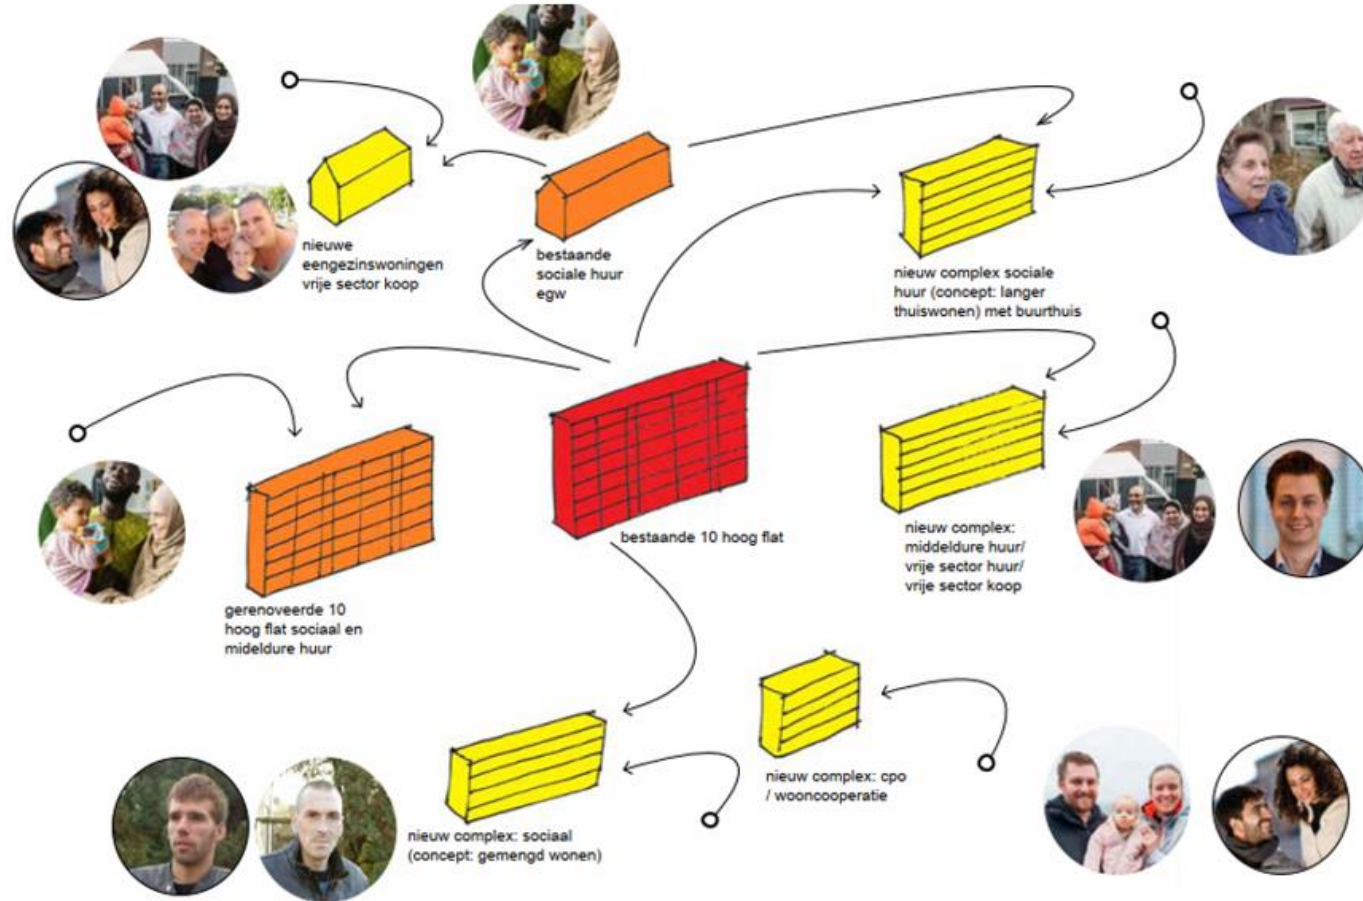 nieuwe
eengezinswoningen
vrije sector koop
bestaande
sociale huur
egw
nieuw complex sociale
huur (concept: langer
thuiswonen) met buurthuis
bestaande 10 hoog flat
nieuw complex:
middeldure huur/
vrije sector huur/
vrije sector koop
gerenoveerde 10
hoog flat sociaal en
mideldure huur
nieuw complex: cpo
/ wooncooperatie
nieuw complex: sociaal
(concept: gemengd wonen)